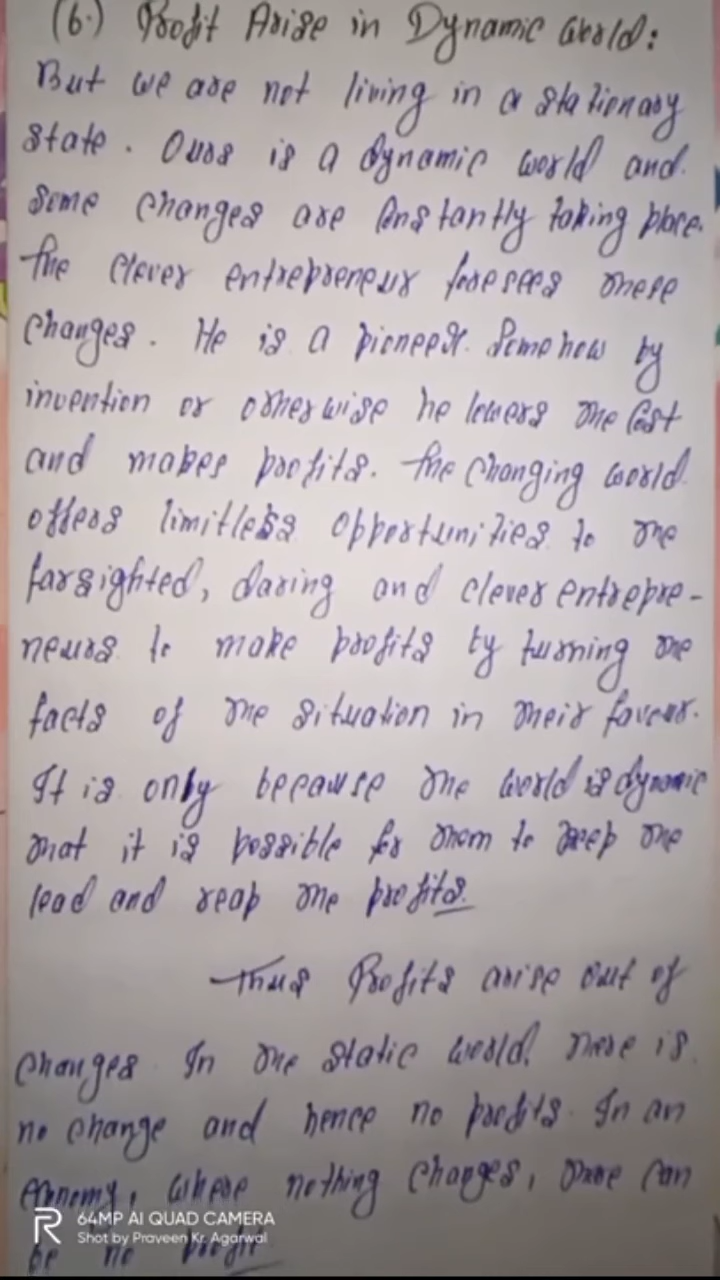 (6.) Profit Arise in Dynamic World:
But we are not living in a stationary
state. Ours is a dynamic world and
some changes are constantly taking place.
The clever entrepreneur foresees these
changes. He is a pioneer. Somehow by
invention or otherwise he lowers the cost
and makes profits. The changing world
offers limitless opportunities to the
farsighted, daring and clever entrepre-
neurs to make profits by turning the
facts of the situation in their favour.
It is only because the world is dynamic
that it is possible for them to keep the
lead and reap the profits.
Thus Profits arise out of
changes. In the static world, there is
no change and hence no profits. In an
economy, where nothing changes, there can
be no profit.
64MP AI QUAD CAMERA
Shot by Praveen Kr. Agarwal